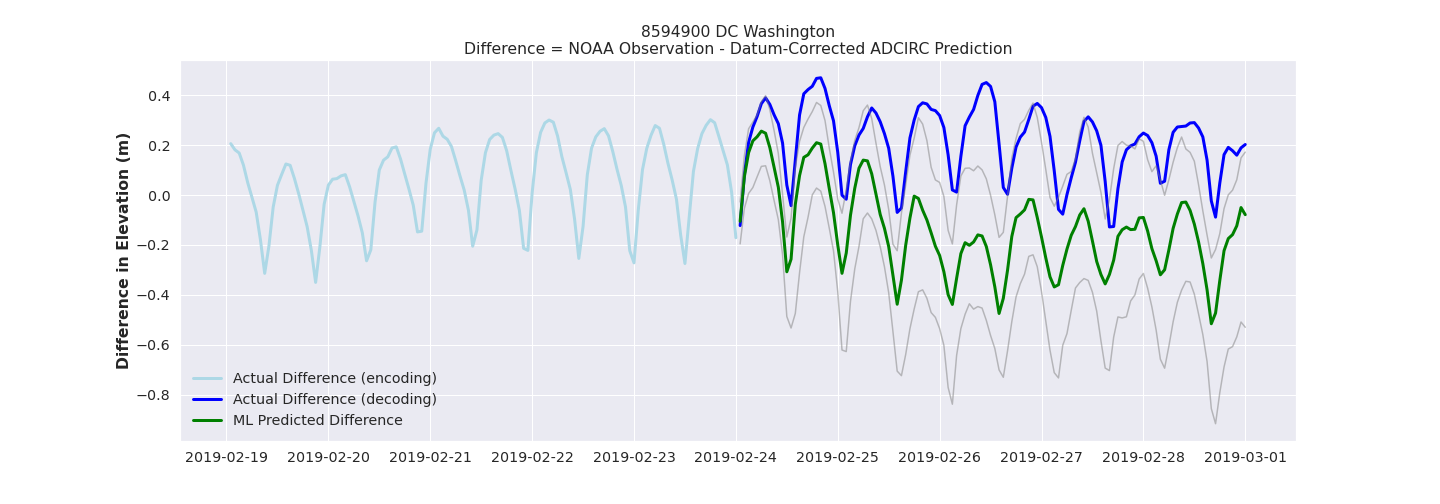 8594900 DC Washington
Difference = NOAA Observation - Datum-Corrected ADCIRC Prediction
Difference in Elevation (m)
0.4
0.2
0.0
−0.2
−0.4
−0.6
−0.8
Actual Difference (encoding)
Actual Difference (decoding)
ML Predicted Difference
2019-02-19 2019-02-20 2019-02-21 2019-02-22 2019-02-23 2019-02-24 2019-02-25 2019-02-26 2019-02-27 2019-02-28 2019-03-01